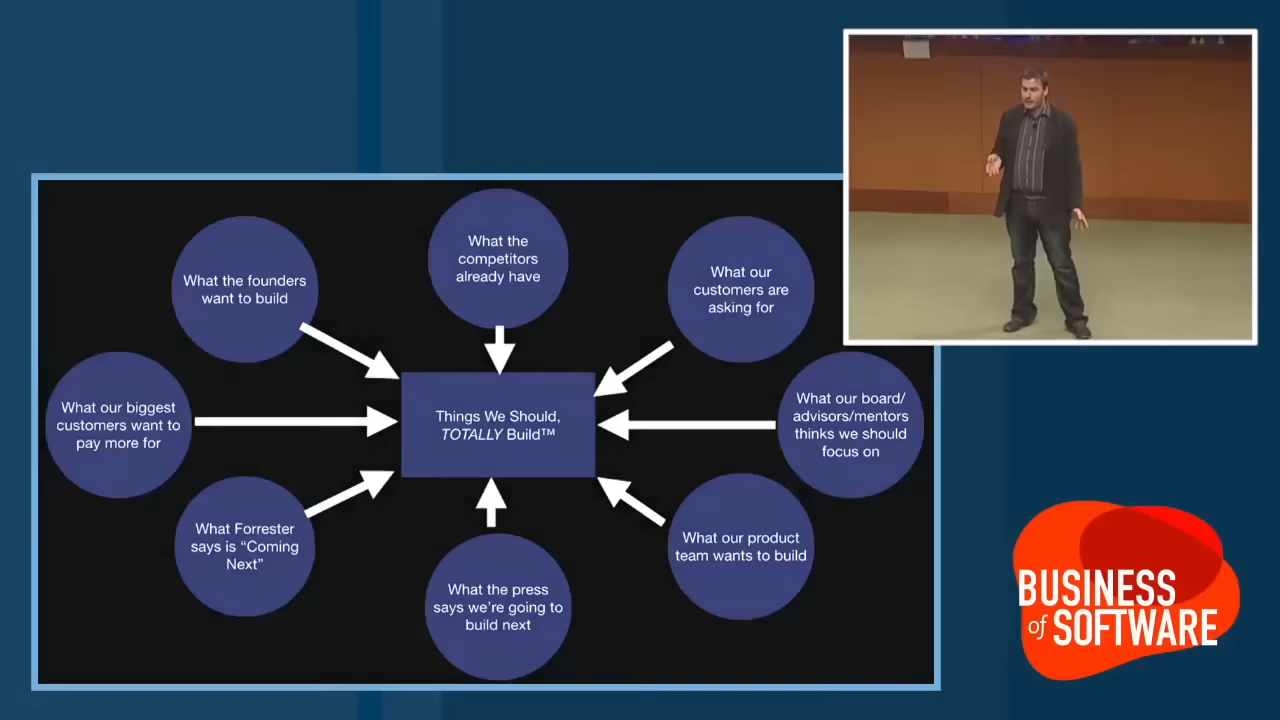 What the founders
want to build
What the
competitors
already have
What our
customers are
asking for
What our biggest
customers want to
pay more for
Things We Should,
TOTALLY Build™
What our board/
advisors/mentors
thinks we should
focus on
What Forrester
says is “Coming
Next”
What the press
says we’re going to
build next
What our product
team wants to build
BUSINESS
of SOFTWARE